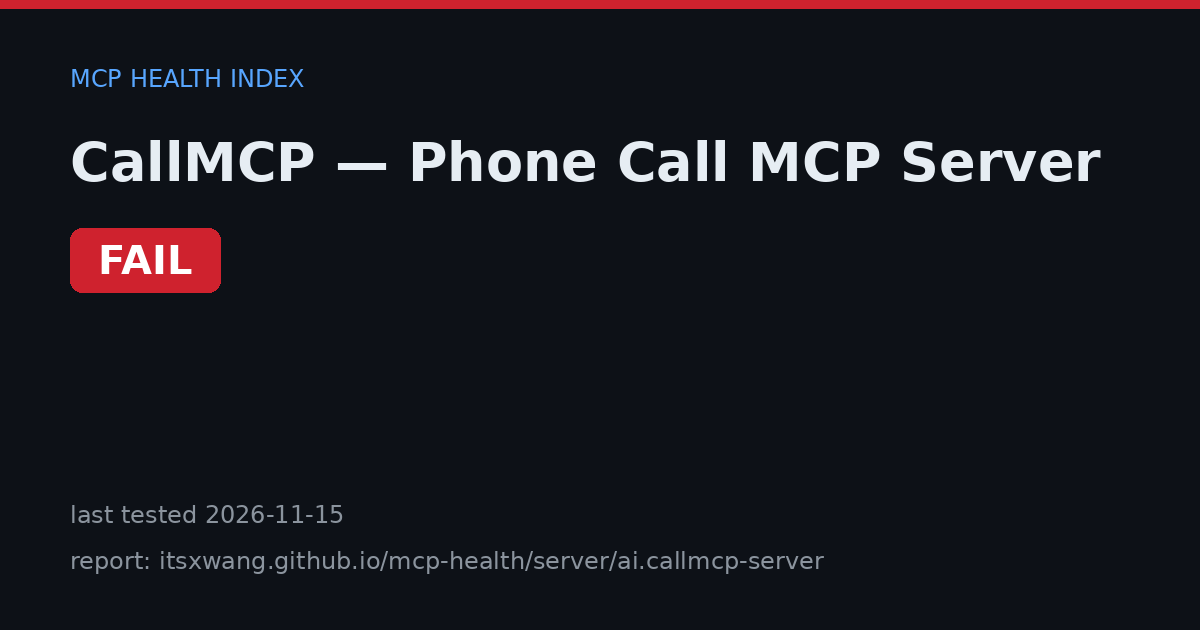 MCP HEALTH INDEX
CallMCP — Phone Call MCP Server
FAIL
last tested 2026-11-15
report: itsxwang.github.io/mcp-health/server/ai.callmcp-server